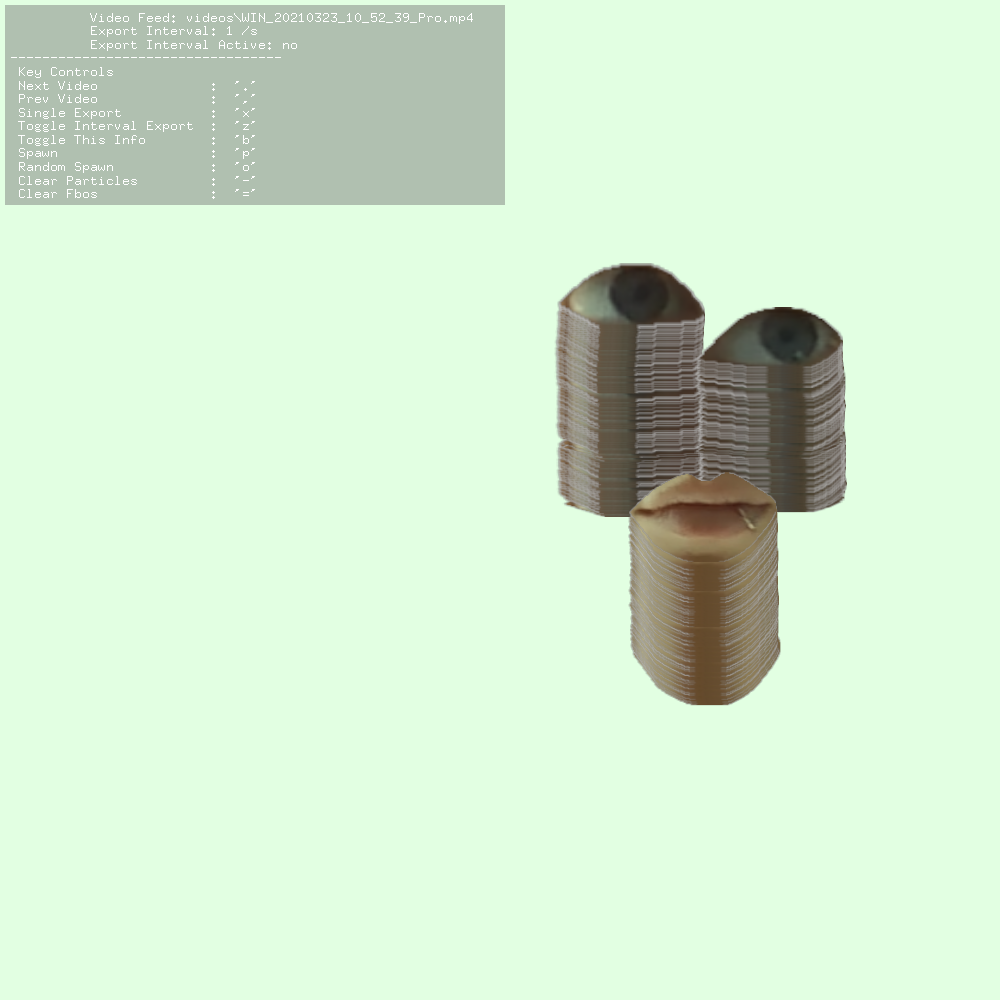 Video Feed: videos\WIN_20210323_10_52_39_Pro.mp4
Export Interval: 1 /s
Export Interval Active: no
----------------------------------
Key Controls
Next Video : '.'
Prev Video : ','
Single Export : 'x'
Toggle Interval Export : 'z'
Toggle This Info : 'b'
Spawn : 'p'
Random Spawn : 'o'
Clear Particles : '-'
Clear Fbos : '='